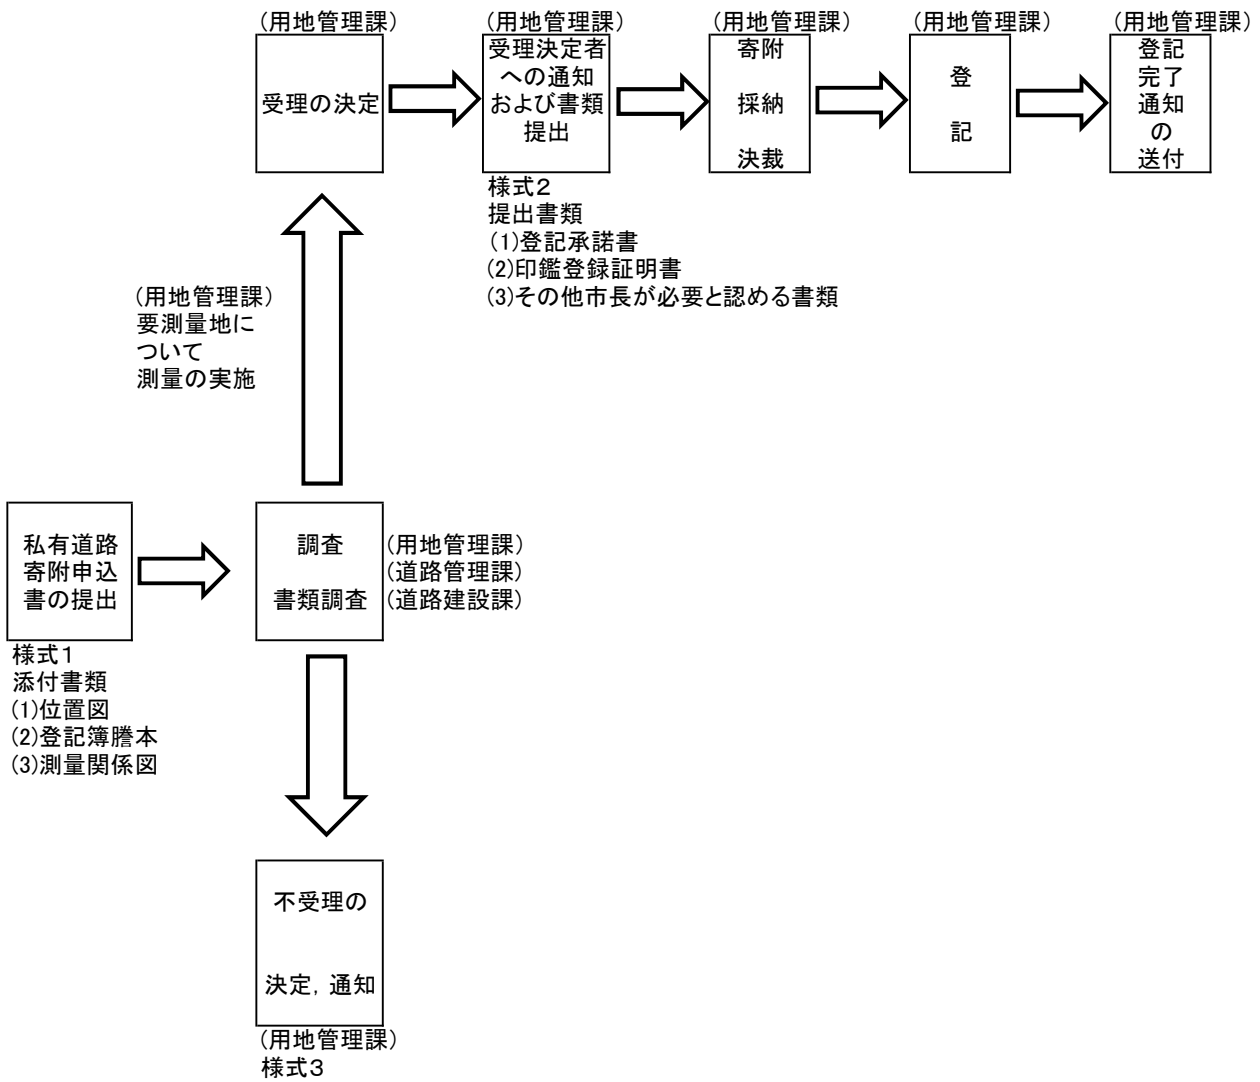 (用地管理課)
受理の決定
(用地管理課)
受理決定者
への通知
および書類
提出
様式2
提出書類
(1)登記承諾書
(2)印鑑登録証明書
(3)その他市長が必要と認める書類
(用地管理課)
寄附
採納
決裁
(用地管理課)
登
記
(用地管理課)
登記
完了
通知
の
送付
(用地管理課)
要測量地に
ついて
測量の実施
私有道路
寄附申込
書の提出
様式1
添付書類
(1)位置図
(2)登記簿謄本
(3)測量関係図
調査
書類調査
(用地管理課)
(道路管理課)
(道路建設課)
不受理の
決定,通知
(用地管理課)
様式3